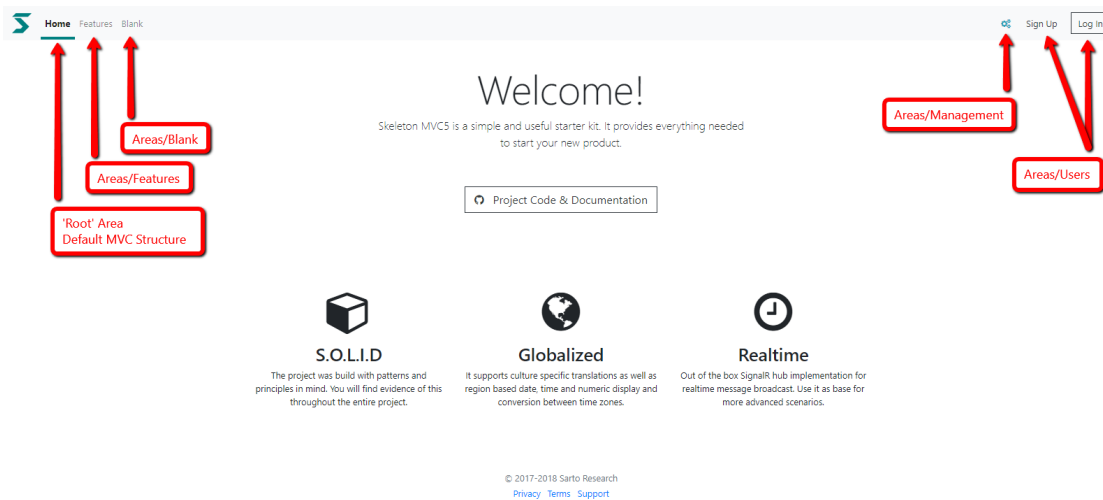 Home Features Blank Sign Up Log In
Welcome!
Skeleton MVC5 is a simple and useful starter kit. It provides everything needed
to start your new product.
Areas/Management
Areas/Blank
Areas/Features
Areas/Users
Project Code & Documentation
'Root' Area
Default MVC Structure
S.O.L.I.D
The project was build with patterns and
principles in mind. You will find evidence of this
throughout the entire project.
Globalized
It supports culture specific translations as well as
region based date, time and numeric display and
conversion between time zones.
Realtime
Out of the box SignalR hub implementation for
realtime message broadcast. Use it as base for
more advanced scenarios.
© 2017-2018 Sarto Research
Privacy Terms Support